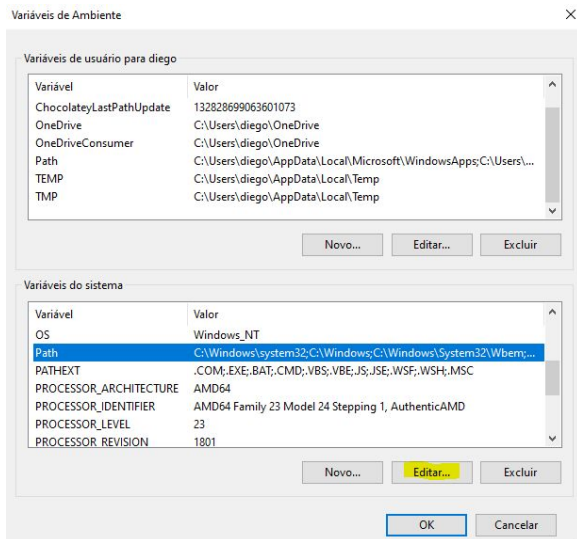 Variáveis de Ambiente
Variáveis de usuário para diego
Variável Valor
ChocolateyLastPathUpdate 132828699063601073
OneDrive C:\Users\diego\OneDrive
OneDriveConsumer C:\Users\diego\OneDrive
Path C:\Users\diego\AppData\Local\Microsoft\WindowsApps;C:\Users\...
TEMP C:\Users\diego\AppData\Local\Temp
TMP C:\Users\diego\AppData\Local\Temp
Novo... Editar... Excluir
Variáveis do sistema
Variável Valor
OS Windows_NT
Path C:\Windows\system32;C:\Windows;C:\Windows\System32\Wbem;...
PATHEXT .COM;.EXE;.BAT;.CMD;.VBS;.VBE;.JS;.JSE;.WSF;.WSH;.MSC
PROCESSOR_ARCHITECTURE AMD64
PROCESSOR_IDENTIFIER AMD64 Family 23 Model 24 Stepping 1, AuthenticAMD
PROCESSOR_LEVEL 23
PROCESSOR_REVISION 1801
Novo... Editar... Excluir
OK Cancelar